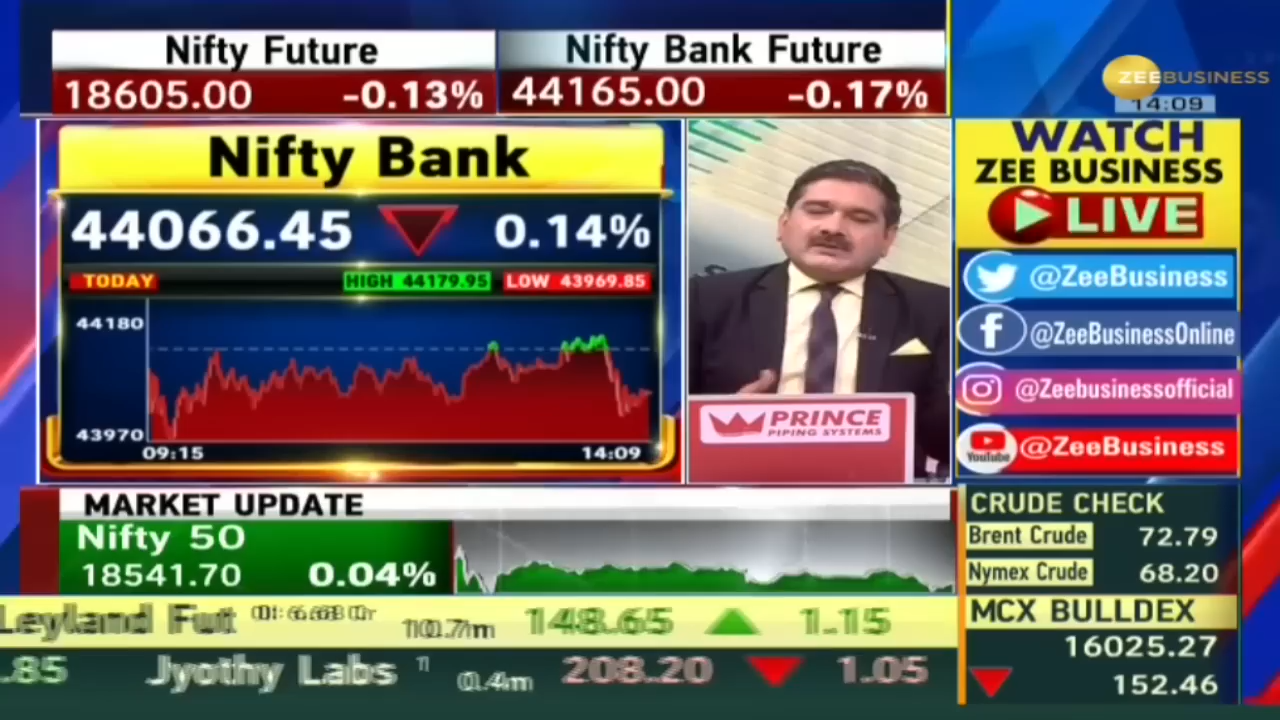 Nifty Future
18605.00 -0.13%
Nifty Bank Future
44165.00 -0.17%
ZEEBUSINESS
14:09
Nifty Bank
44066.45 0.14%
TODAY HIGH 44179.95 LOW 43969.85
44180
43970
09:15 14:09
PRINCE
PIPING SYSTEMS
WATCH
ZEE BUSINESS
LIVE
@ZeeBusiness
@ZeeBusinessOnline
@Zeebusinessofficial
YouTube @ZeeBusiness
MARKET UPDATE
Nifty 50
18541.70 0.04%
CRUDE CHECK
Brent Crude 72.79
Nymex Crude 68.20
MCX BULLDEX
16025.27
152.46
Leyland Fut 148.65 1.15
.85 Jyothy Labs 0.4m 208.20 1.05